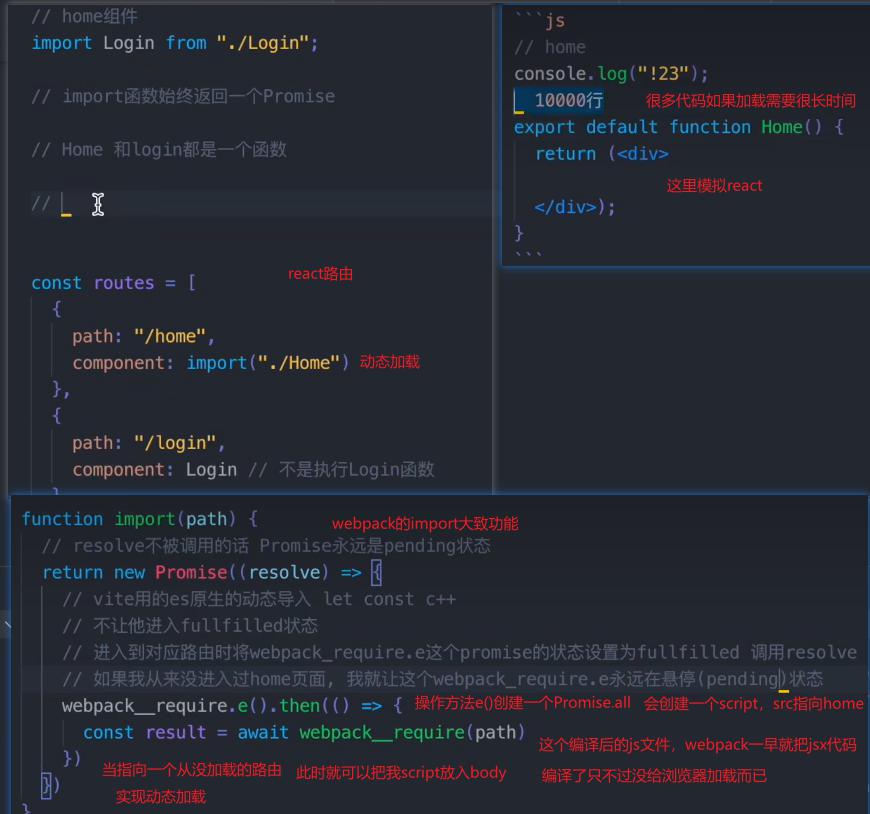 // home组件
import Login from "./Login";
// import函数始终返回一个Promise
// Home 和login都是一个函数
//
react路由
const routes = [
{
path: "/home",
component: import("./Home") 动态加载
},
{
path: "/login",
component: Login // 不是执行Login函数
```js
// home
console.log("!23");
10000行 很多代码如果加载需要很长时间
export default function Home() {
return (<div>
这里模拟react
</div>);
}
```
function import(path) {
webpack的import大致功能
// resolve不被调用的话 Promise永远是pending状态
return new Promise((resolve) => {
// vite用的es原生的动态导入 let const c++
// 不让他进入fullfilled状态
// 进入到对应路由时将webpack_require.e这个promise的状态设置为fullfilled 调用resolve
// 如果我从来没进入过home页面, 我就让这个webpack_require.e永远在悬停(pending)状态
webpack__require.e().then(() => { 操作方法e()创建一个Promise.all 会创建一个script，src指向home
const result = await webpack__require(path) 这个编译后的js文件，webpack一早就把jsx代码
}) 当指向一个从没加载的路由 此时就可以把我script放入body 编译了只不过没给浏览器加载而已
}) 实现动态加载